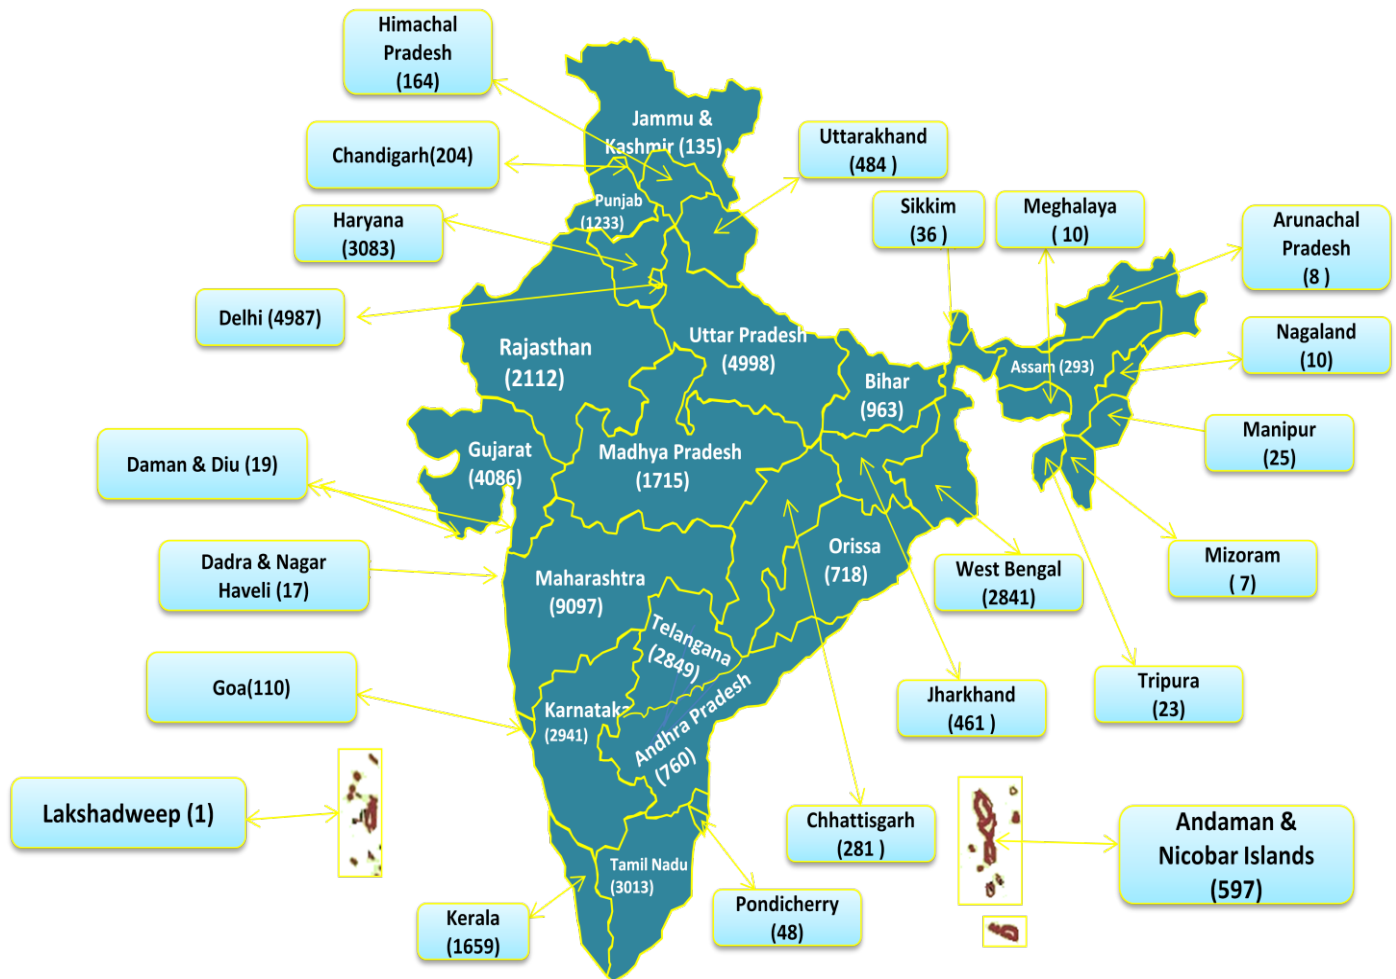 Himachal
Pradesh
(164)
Jammu &
Kashmir (135)
Chandigarh(204)
Uttarakhand
(484 )
Punjab
(1233)
Haryana
(3083)
Sikkim
(36 )
Meghalaya
( 10)
Arunachal
Pradesh
(8 )
Delhi (4987)
Nagaland
(10)
Rajasthan
(2112)
Uttar Pradesh
(4998)
Bihar
(963)
Assam (293)
Manipur
(25)
Daman & Diu (19)
Gujarat
(4086)
Madhya Pradesh
(1715)
Dadra & Nagar
Haveli (17)
Maharashtra
(9097)
Orissa
(718)
West Bengal
(2841)
Mizoram
( 7)
Telangana
(2849)
Goa(110)
Karnataka
(2941)
Andhra Pradesh
(760)
Jharkhand
(461 )
Tripura
(23)
Lakshadweep (1)
Chhattisgarh
(281 )
Andaman &
Nicobar Islands
(597)
Tamil Nadu
(3013)
Kerala
(1659)
Pondicherry
(48)